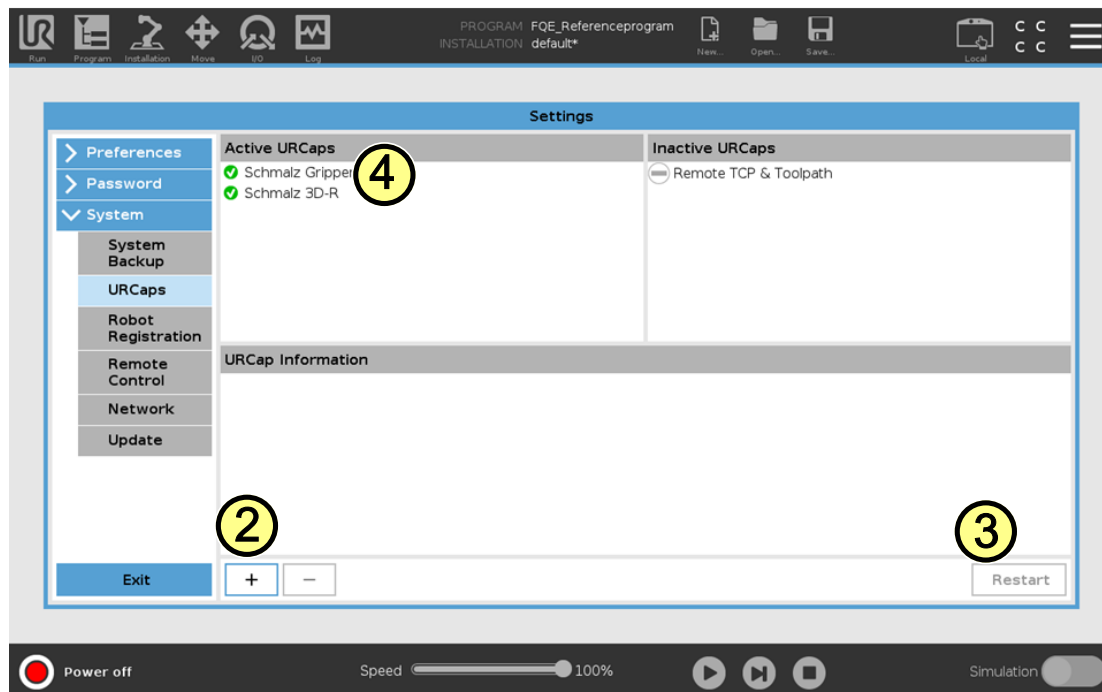 PROGRAM FQE_Referenceprogram
INSTALLATION default*
Run Program Installation Move I/O Log New... Open... Save... Local
C C
C C
Settings
Preferences
Password
System
System
Backup
URCaps
Robot
Registration
Remote
Control
Network
Update
Exit
Active URCaps
4
Schmalz Gripper
Schmalz 3D-R
Inactive URCaps
Remote TCP & Toolpath
URCap Information
2
3
+ −
Restart
Power off
Speed 100%
Simulation